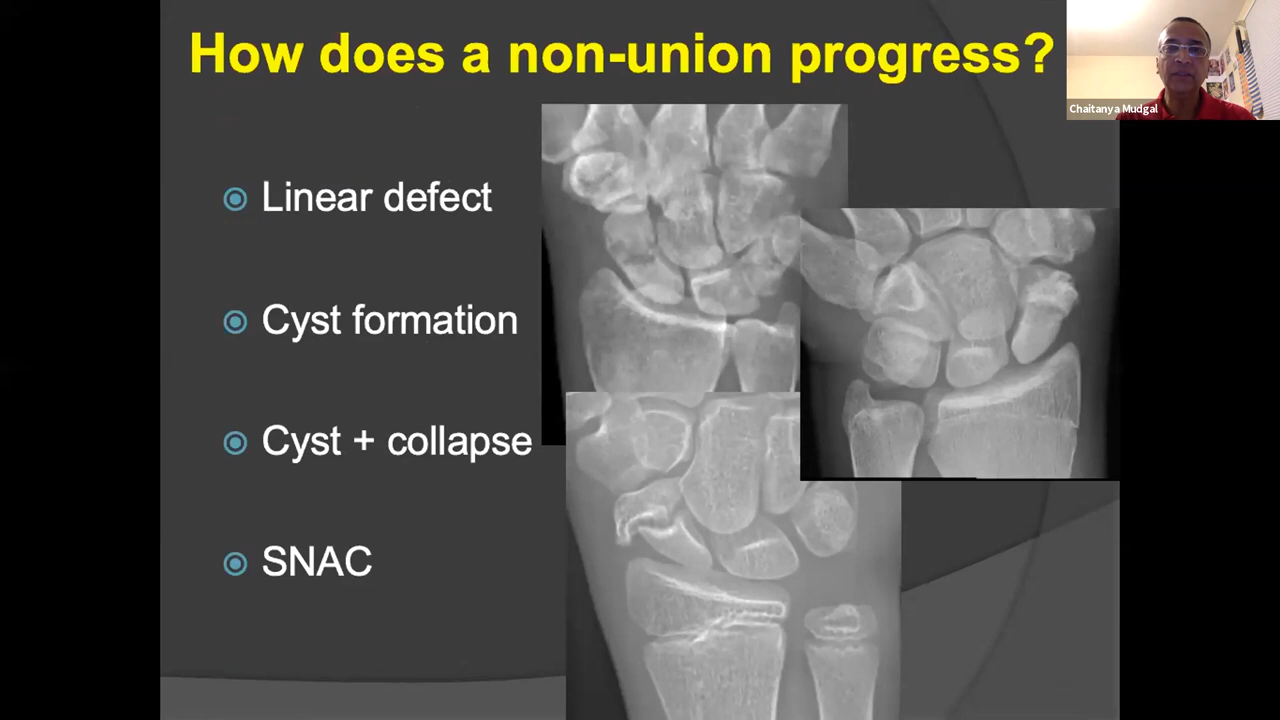 How does a non-union progress?
Chaitanya Mudgal
Linear defect
Cyst formation
Cyst + collapse
SNAC